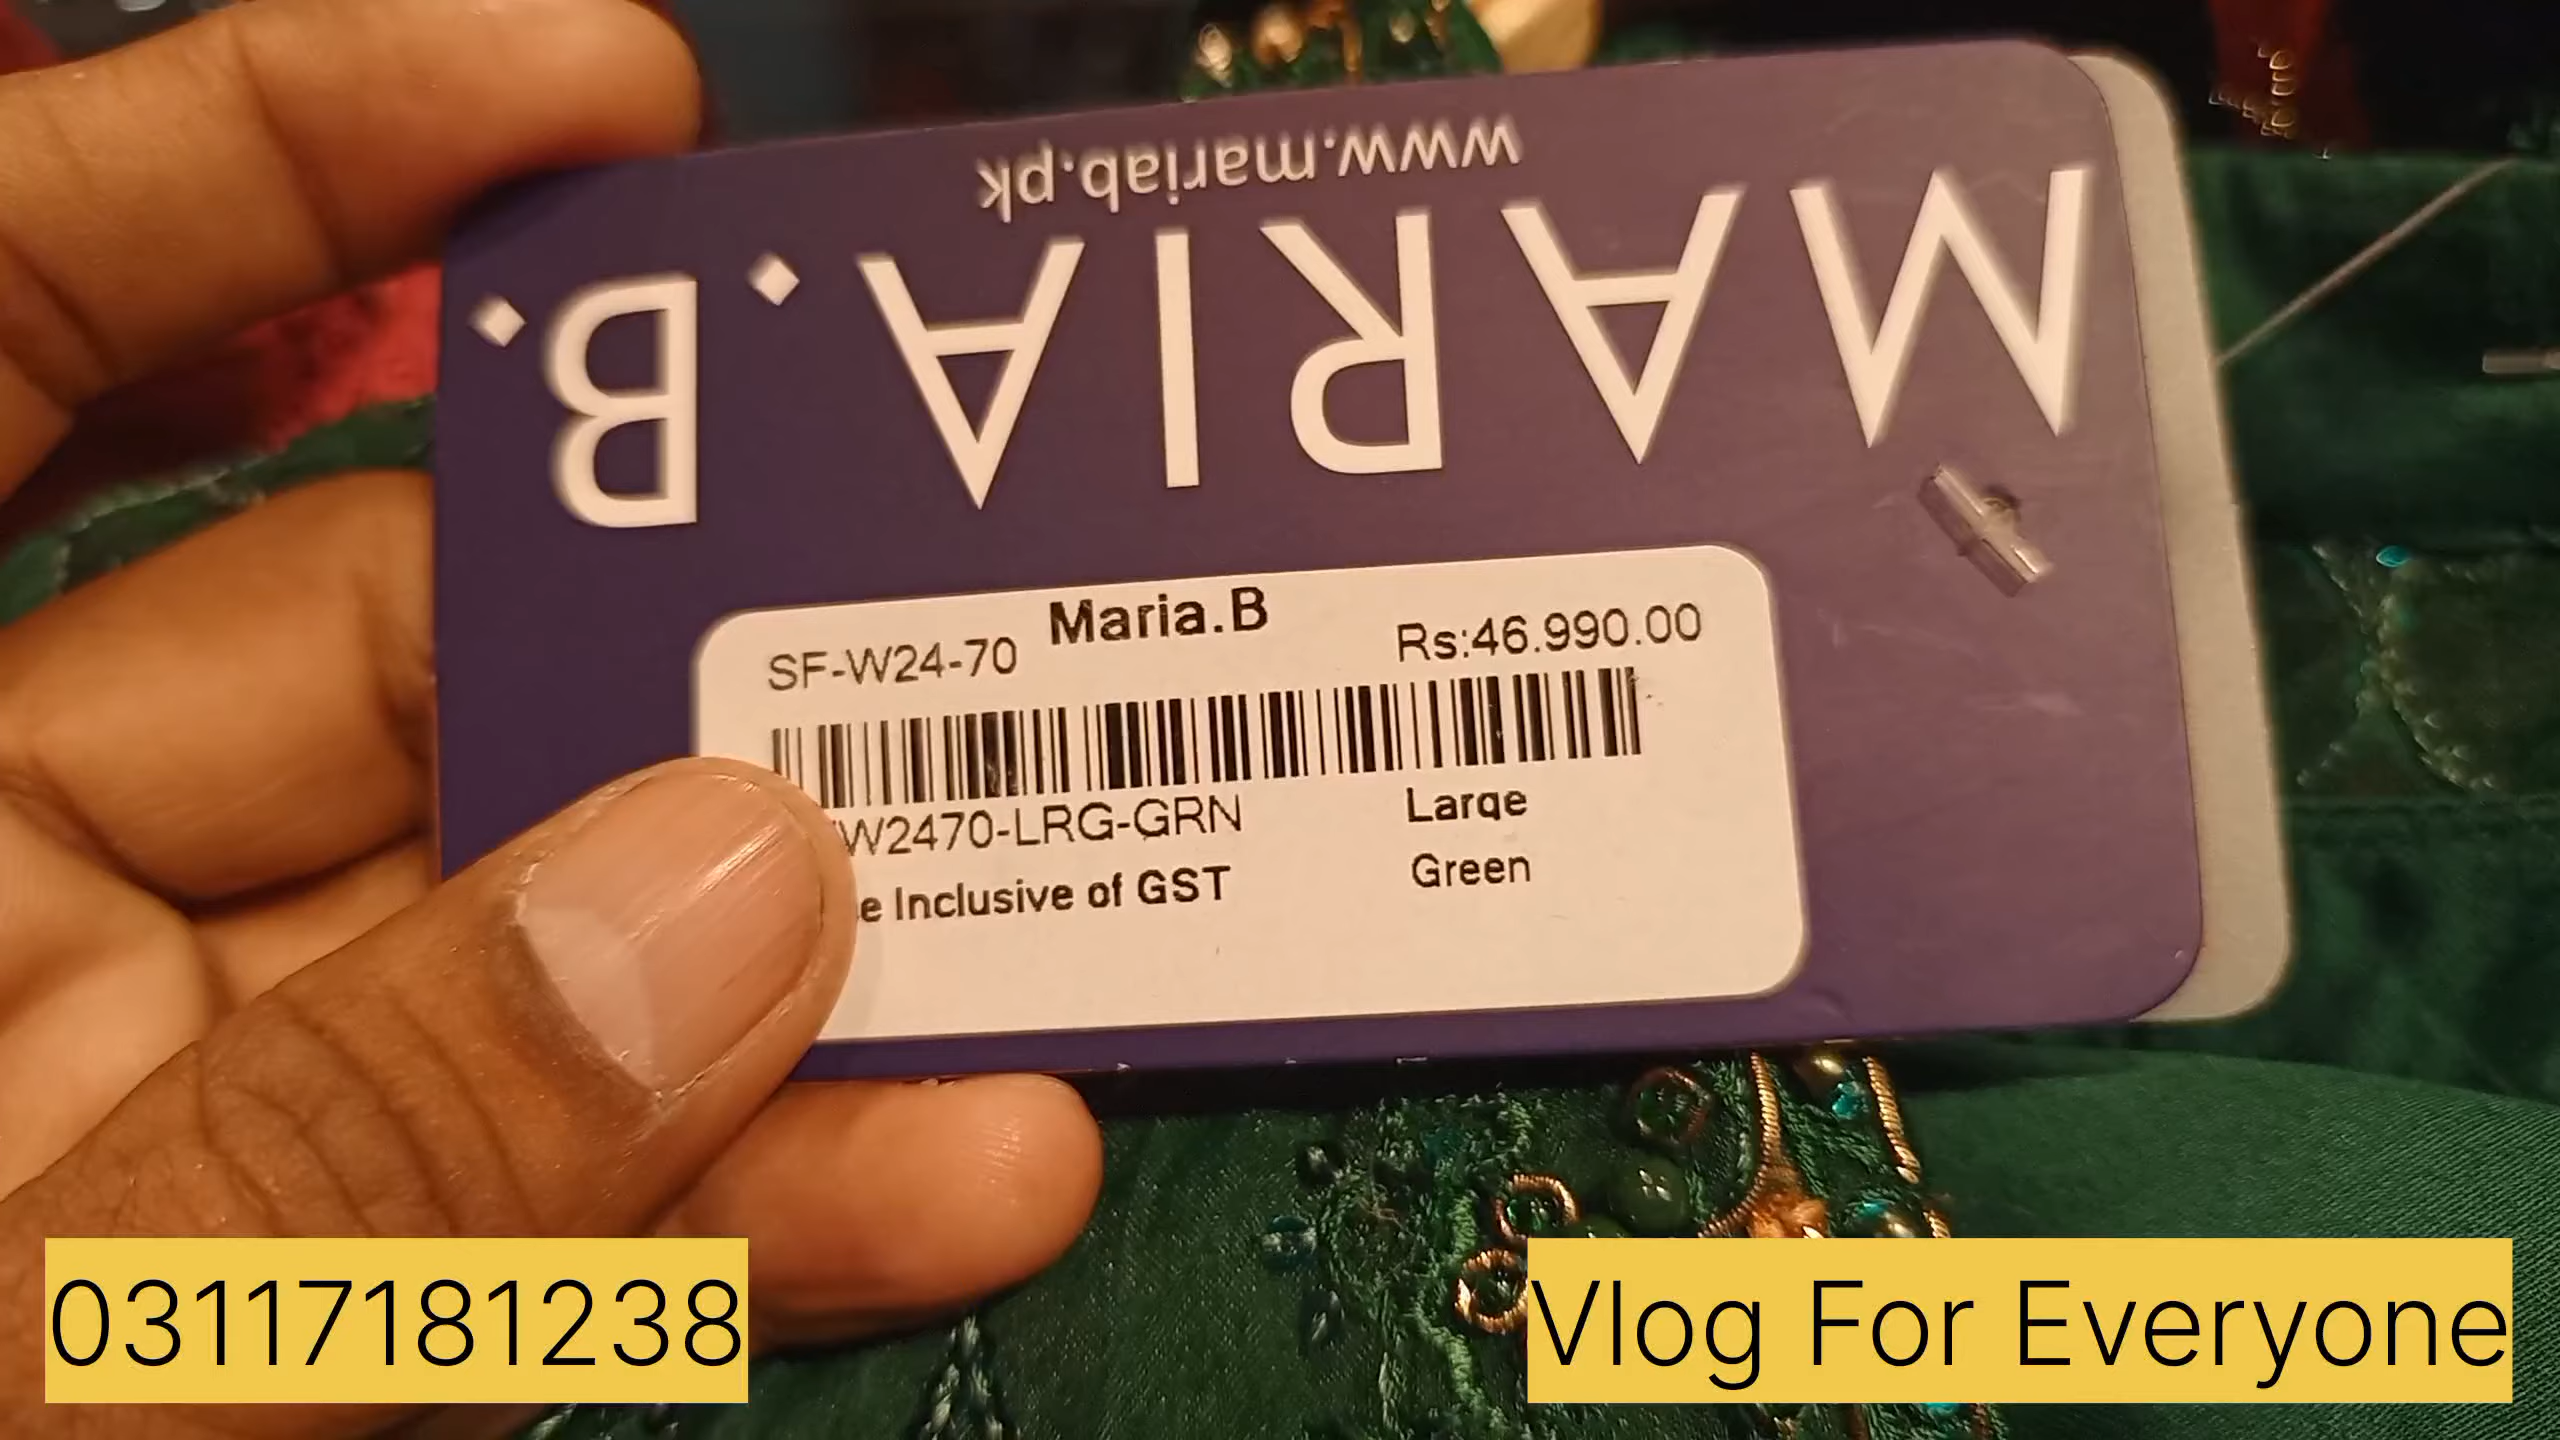 www.mariab.pk
MARIA.B.
Maria.B
SF-W24-70
Rs:46.990.00
W2470-LRG-GRN
Large
e Inclusive of GST
Green
03117181238
Vlog For Everyone